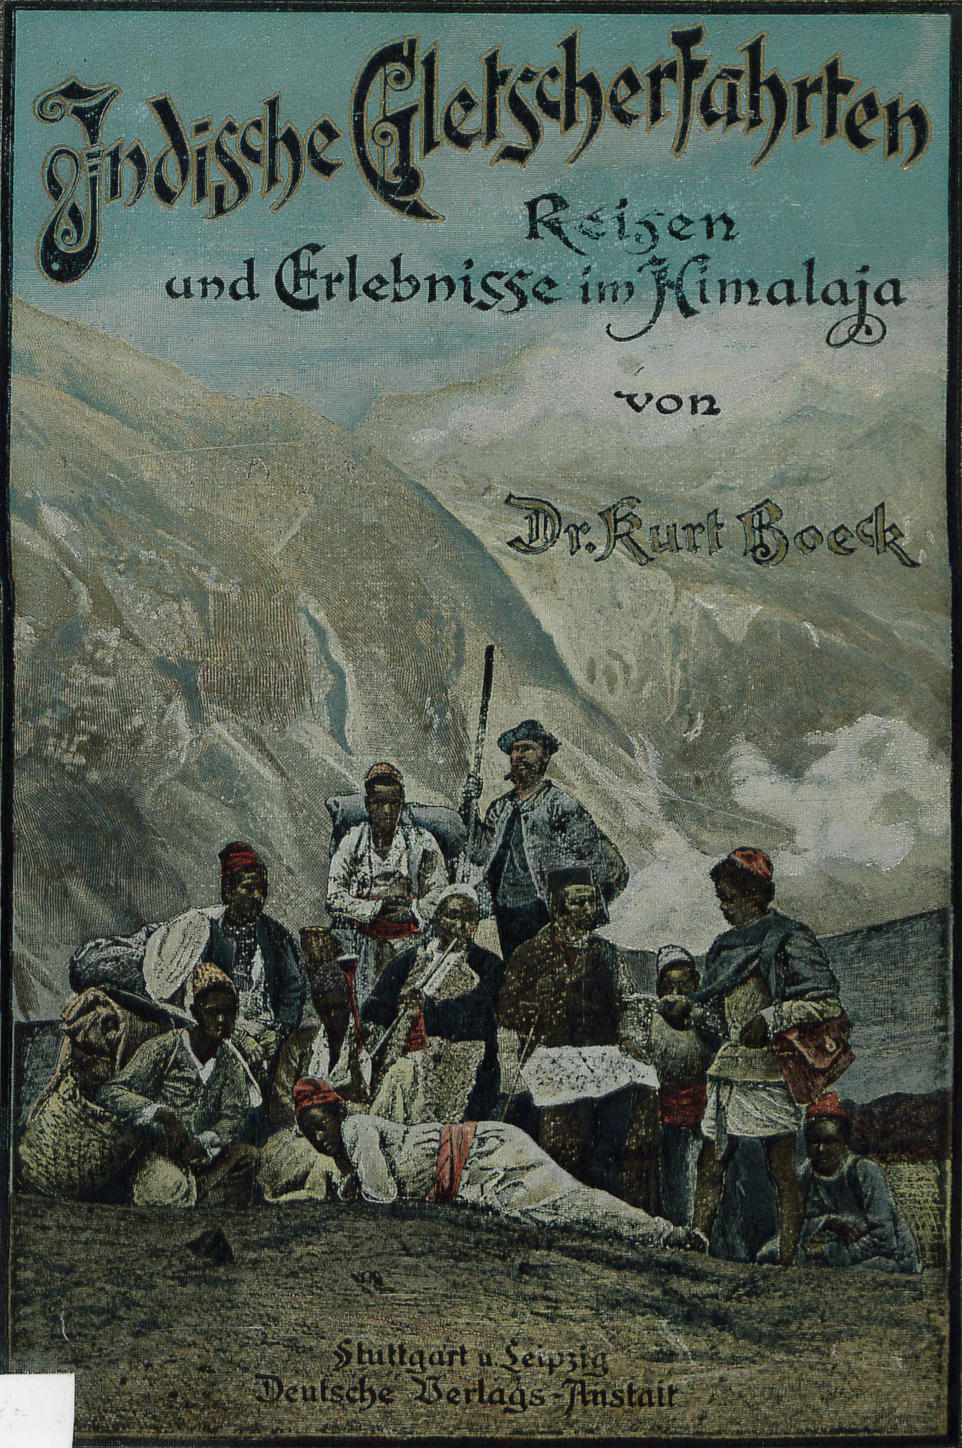 Indische Gletscherfahrten
Reisen
und Erlebnisse im Himalaja
von
Dr. Kurt Boeck
Stuttgart u. Leipzig
Deutsche Verlags-Anstalt